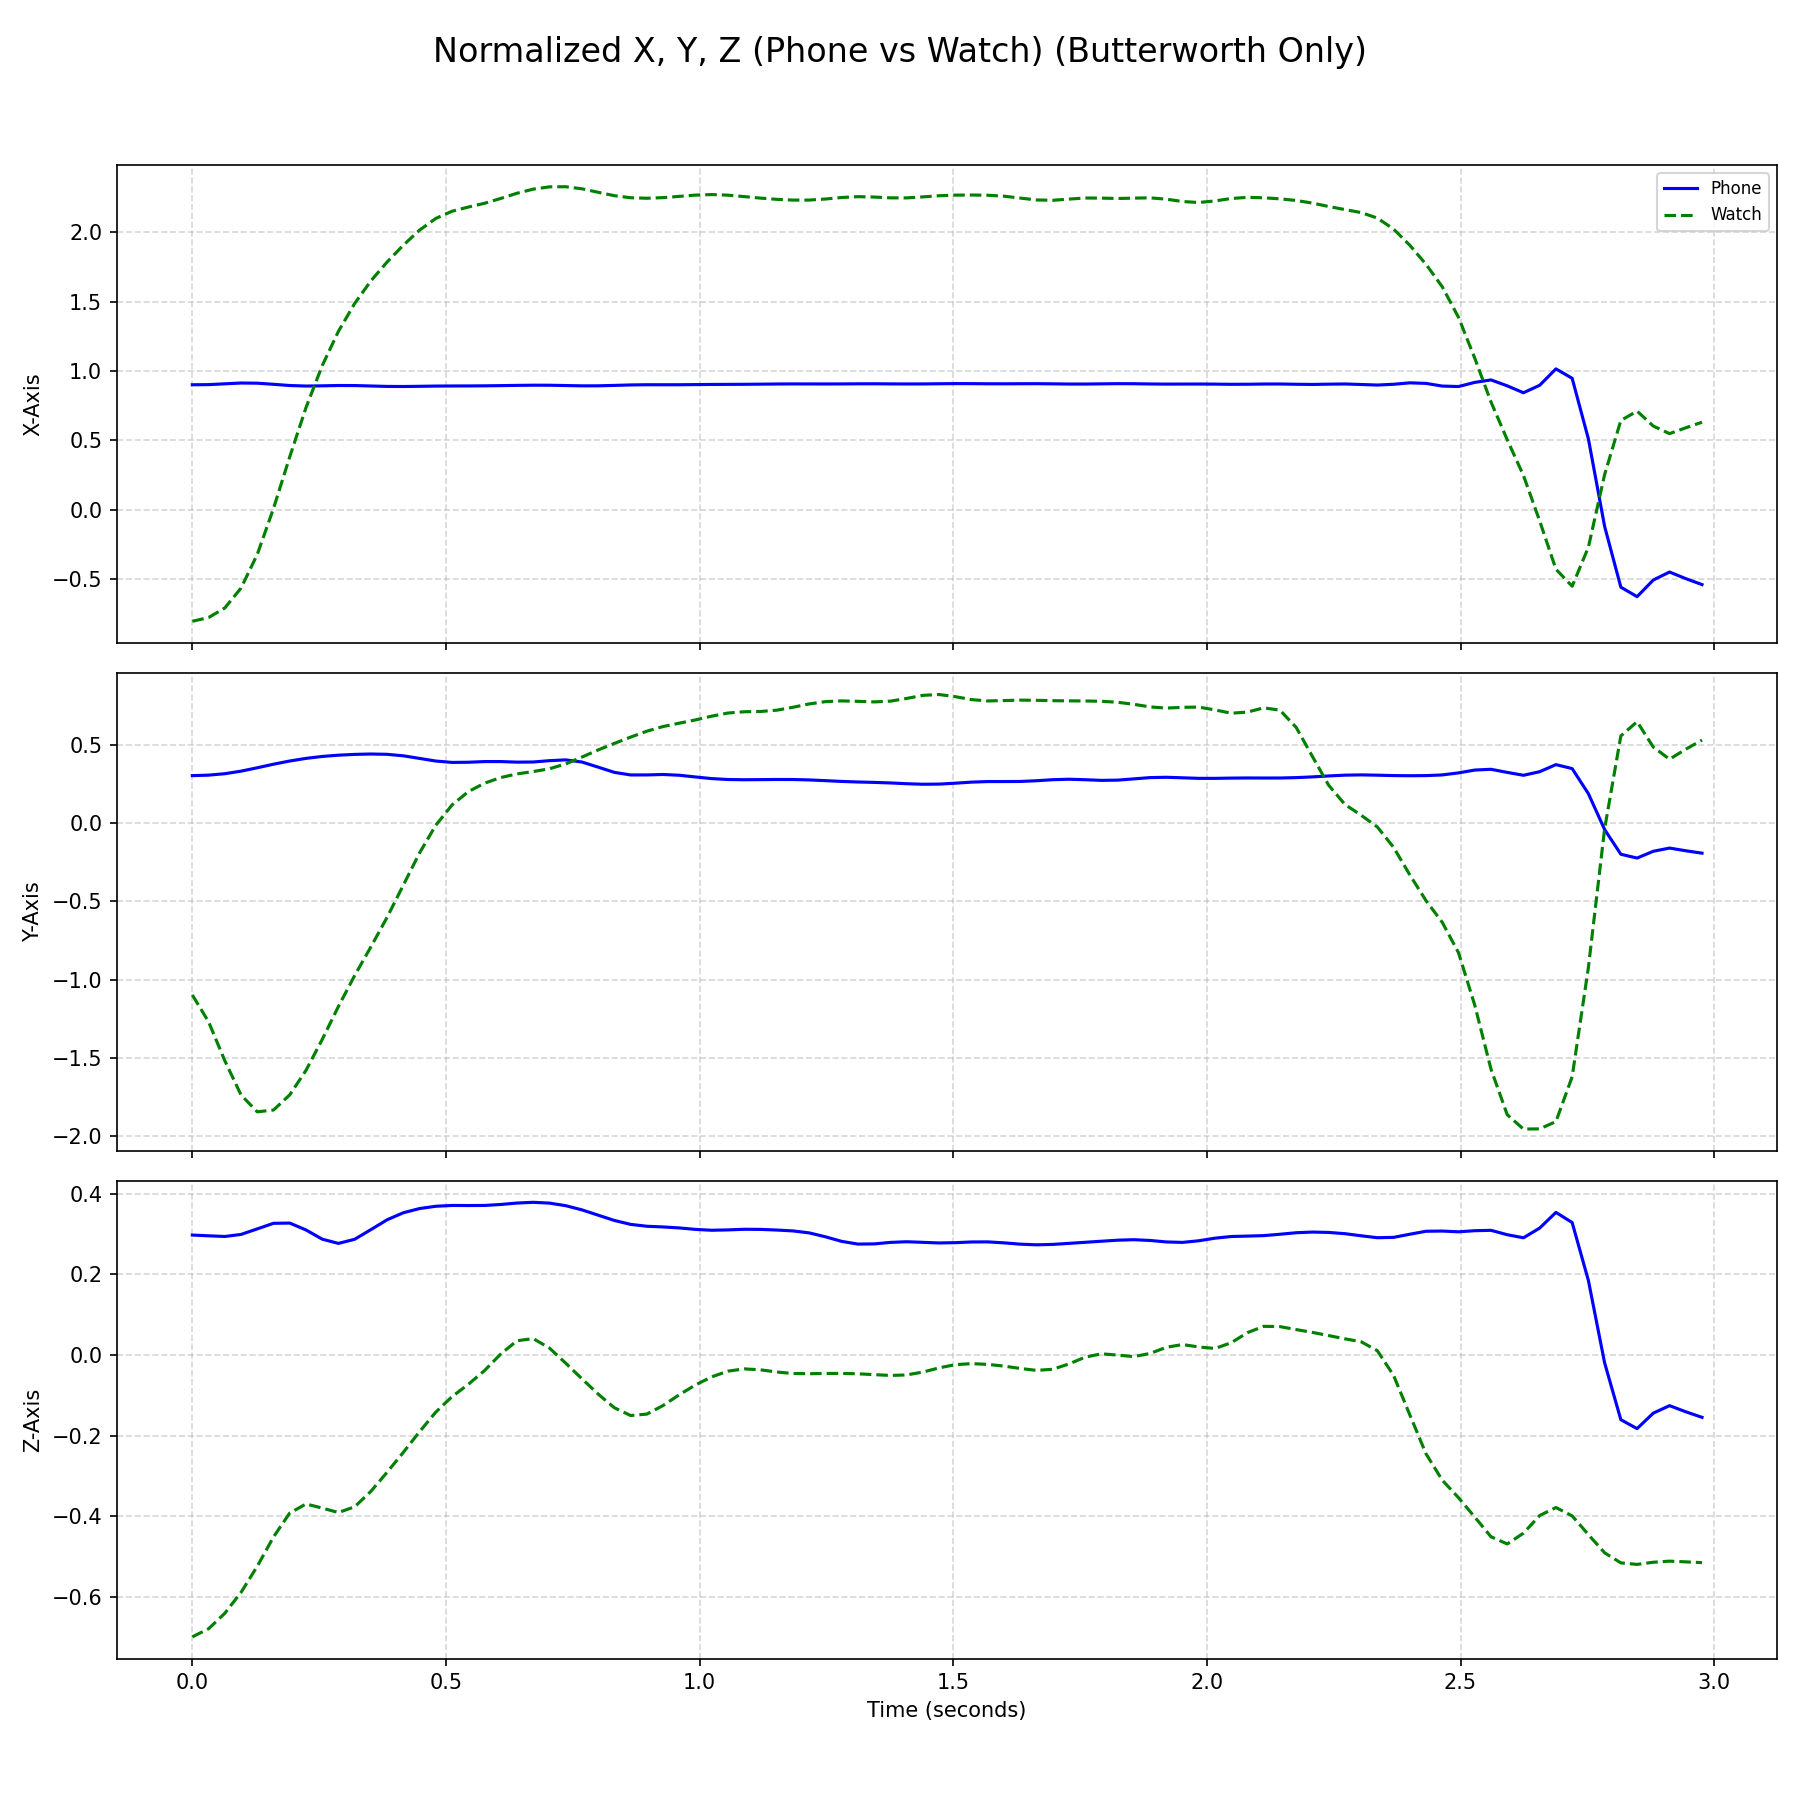 Normalized X, Y, Z (Phone vs Watch) (Butterworth Only)
Phone
Watch
X-Axis
2.0
1.5
1.0
0.5
0.0
−0.5
Y-Axis
0.5
0.0
−0.5
−1.0
−1.5
−2.0
Z-Axis
0.4
0.2
0.0
−0.2
−0.4
−0.6
0.0 0.5 1.0 1.5 2.0 2.5 3.0
Time (seconds)